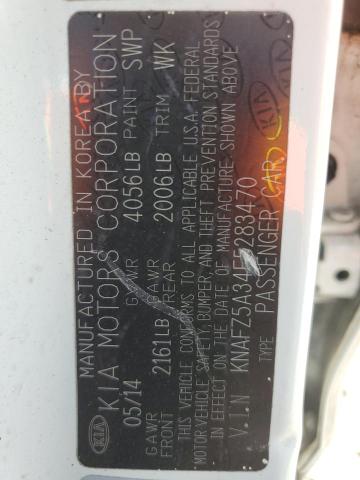 MANUFACTURED IN KOREA BY
KIA MOTORS CORPORATION
05/14 GVWR 4056LB PAINT SWP
GAWR FRONT 2161LB GAWR REAR 2006LB TRIM WK
THIS VEHICLE CONFORMS TO ALL APPLICABLE U.S.A. FEDERAL
MOTOR VEHICLE SAFETY, BUMPER, AND THEFT PREVENTION STANDARDS
IN EFFECT ON THE DATE OF MANUFACTURE SHOWN ABOVE
V.I.N
TYPE PASSENGER CAR
KIA
KIA